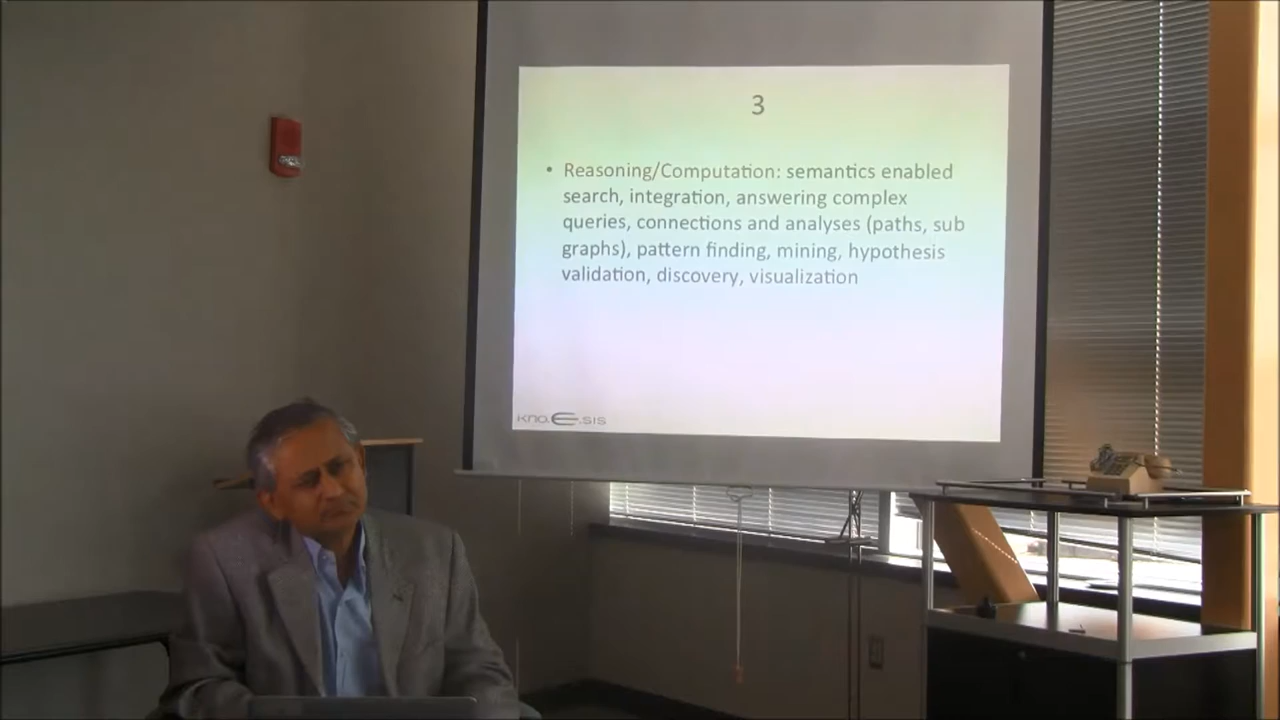 3
• Reasoning/Computation: semantics enabled
search, integration, answering complex
queries, connections and analyses (paths, sub
graphs), pattern finding, mining, hypothesis
validation, discovery, visualization
kno.e.sis